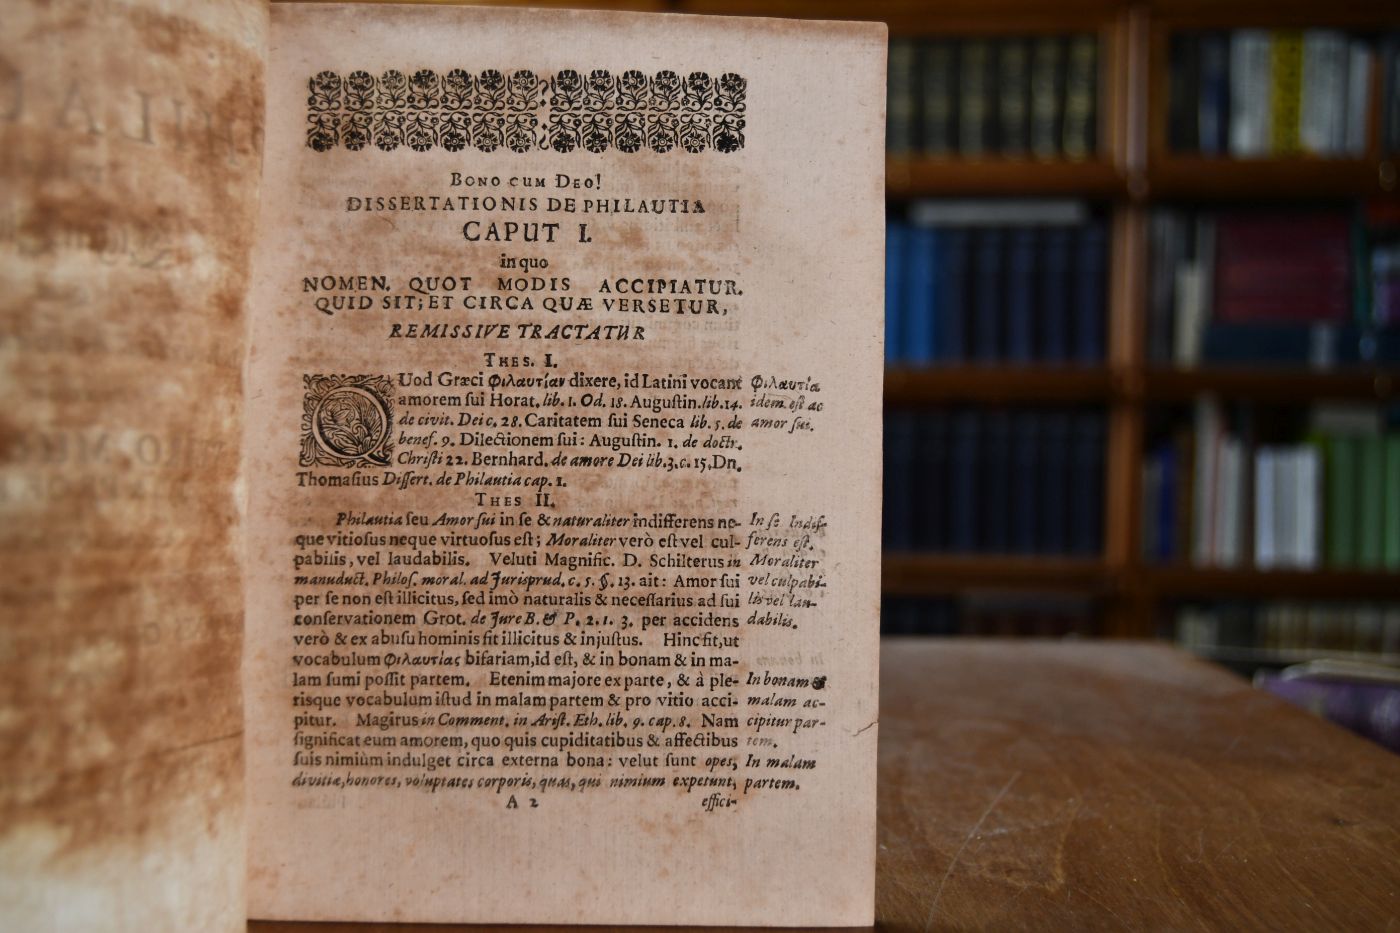 Bono cum Deo!
DISSERTATIONIS DE PHILAUTIA
CAPUT I.
in quo
NOMEN. QUOT MODIS ACCIPIATUR.
QUID SIT; ET CIRCA QUÆ VERSETUR,
REMISSIVE TRACTATUR
Thes. I.
QUod Græci φιλαυτίαν dixere, id Latini vocant
amorem ſui Horat. lib. 1. Od. 18. Auguſtin. lib. 14.
de civit. Dei c. 28. Caritatem ſui Seneca lib. 5. de
benef. 9. Dilectionem ſui: Auguſtin. 1. de doctr.
Chriſti 22. Bernhard. de amore Dei lib. 3. c. 15. Dn.
Thomaſius Diſſert. de Philautia cap. 1.
φιλαυτία
idem eſt ac
amor ſui.
Thes II.
Philautia ſeu Amor ſui in ſe & naturaliter indifferens ne-
que vitioſus neque virtuoſus eſt; Moraliter verò eſt vel cul-
pabilis, vel laudabilis. Veluti Magnific. D. Schilterus in
manuduct. Philoſ. moral. ad Jurisprud. c. 5. §. 13. ait: Amor ſui
per ſe non eſt illicitus, ſed imò naturalis & neceſſarius ad ſui
conſervationem Grot. de Jure B. & P. 2. 1. 3. per accidens
verò & ex abuſu hominis fit illicitus & injuſtus. Hinc fit, ut
vocabulum φιλαυτίας bifariam, id eſt, & in bonam & in ma-
lam ſumi poſſit partem. Etenim majore ex parte, & à ple-
risque vocabulum iſtud in malam partem & pro vitio acci-
pitur. Magirus in Comment. in Ariſt. Eth. lib. 9. cap. 8. Nam
ſignificat eum amorem, quo quis cupiditatibus & affectibus
ſuis nimiùm indulget circa externa bona: velut ſunt opes,
divitiæ, honores, voluptates corporis, quas, qui nimium expetunt,
In ſe Indif-
ferens eſt.
Moraliter
vel culpabi-
lis vel lau-
dabilis.
In bonam &
malam ac-
cipitur par-
tem.
In malam
partem.
A 2
effici-